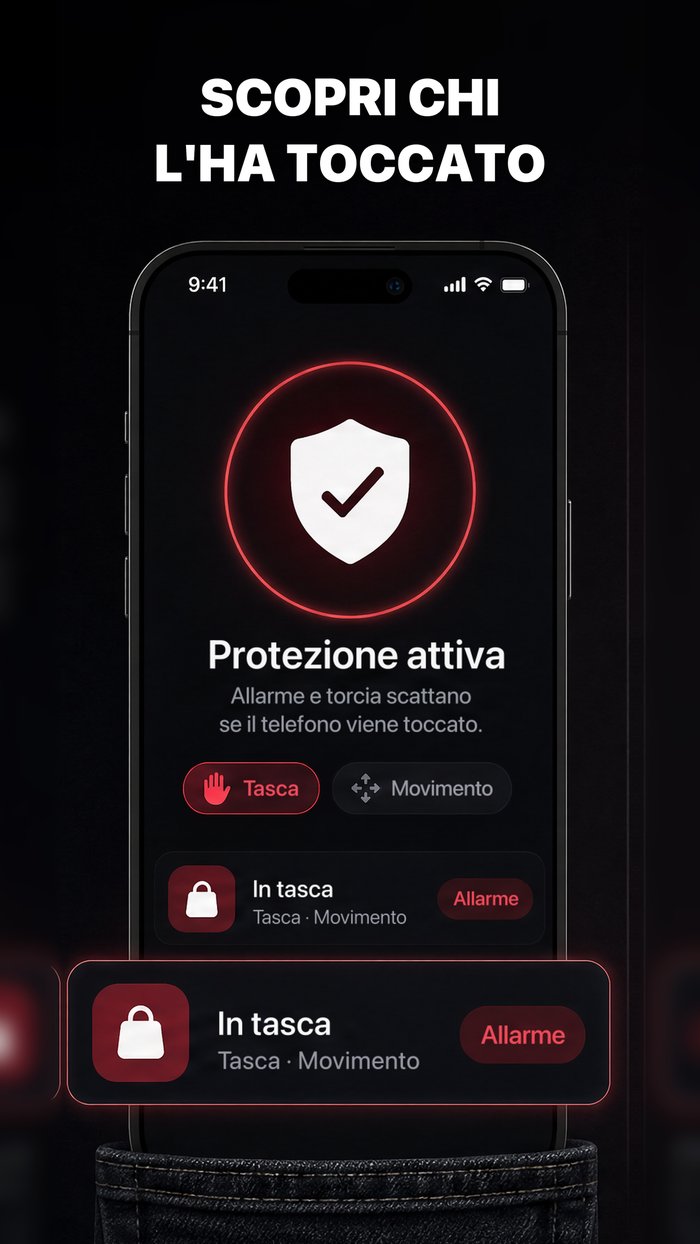 SCOPRI CHI
L'HA TOCCATO
9:41
Protezione attiva
Allarme e torcia scattano
se il telefono viene toccato.
Tasca
Movimento
In tasca
Tasca · Movimento
Allarme
In tasca
Tasca · Movimento
Allarme